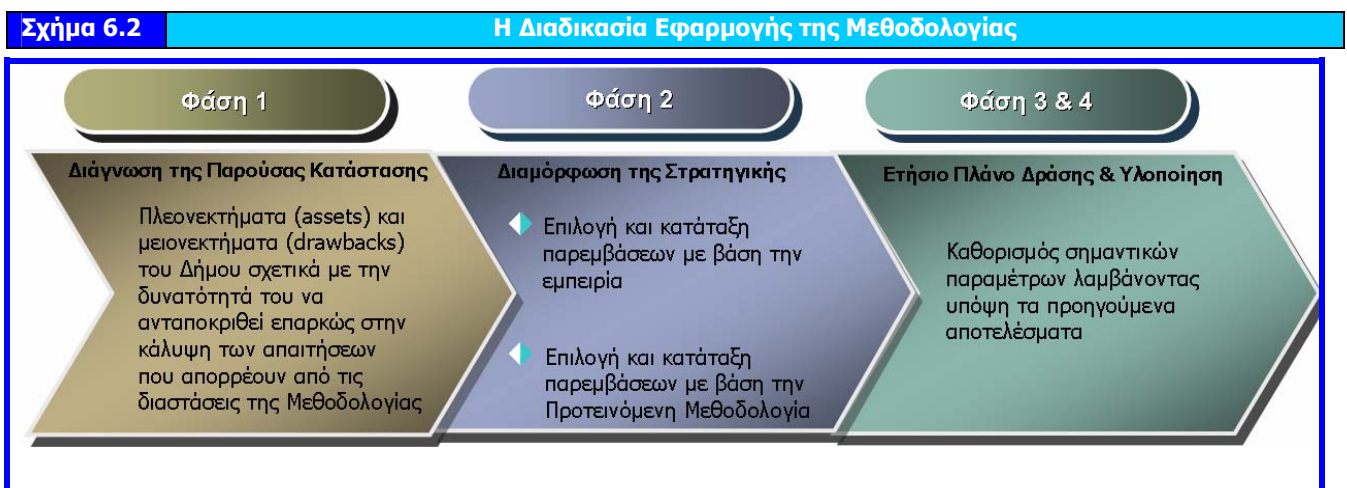 Σχήμα 6.2
Η Διαδικασία Εφαρμογής της Μεθοδολογίας
Φάση 1
Διάγνωση της Παρούσας Κατάστασης
Πλεονεκτήματα (assets) και
μειονεκτήματα (drawbacks)
του Δήμου σχετικά με την
δυνατότητά του να
ανταποκριθεί επαρκώς στην
κάλυψη των απαιτήσεων
που απορρέουν από τις
διαστάσεις της Μεθοδολογίας
Φάση 2
Διαμόρφωση της Στρατηγικής
Επιλογή και κατάταξη
παρεμβάσεων με βάση την
εμπειρία
Επιλογή και κατάταξη
παρεμβάσεων με βάση την
Προτεινόμενη Μεθοδολογία
Φάση 3 & 4
Ετήσιο Πλάνο Δράσης & Υλοποίηση
Καθορισμός σημαντικών
παραμέτρων λαμβάνοντας
υπόψη τα προηγούμενα
αποτελέσματα